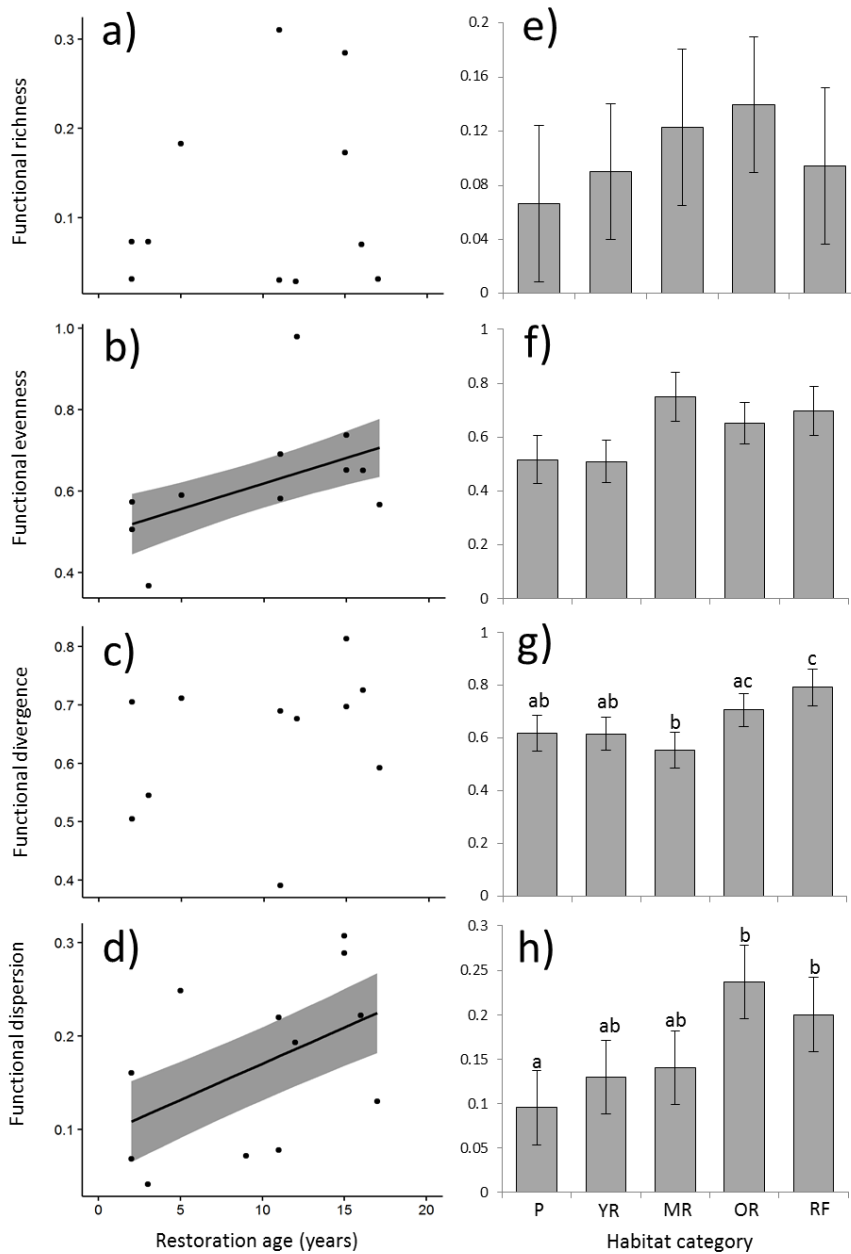 a)
Functional richness
0.3
0.2
0.1
e)
0.2
0.16
0.12
0.08
0.04
0
b)
Functional evenness
1.0
0.8
0.6
0.4
f)
1
0.8
0.6
0.4
0.2
0
c)
Functional divergence
0.8
0.7
0.6
0.5
0.4
g)
1
0.8
0.6
0.4
0.2
0
ab ab b ac c
d)
Functional dispersion
0.3
0.2
0.1
0 5 10 15 20
Restoration age (years)
h)
0.3
0.25
0.2
0.15
0.1
0.05
0
a ab ab b b
P YR MR OR RF
Habitat category